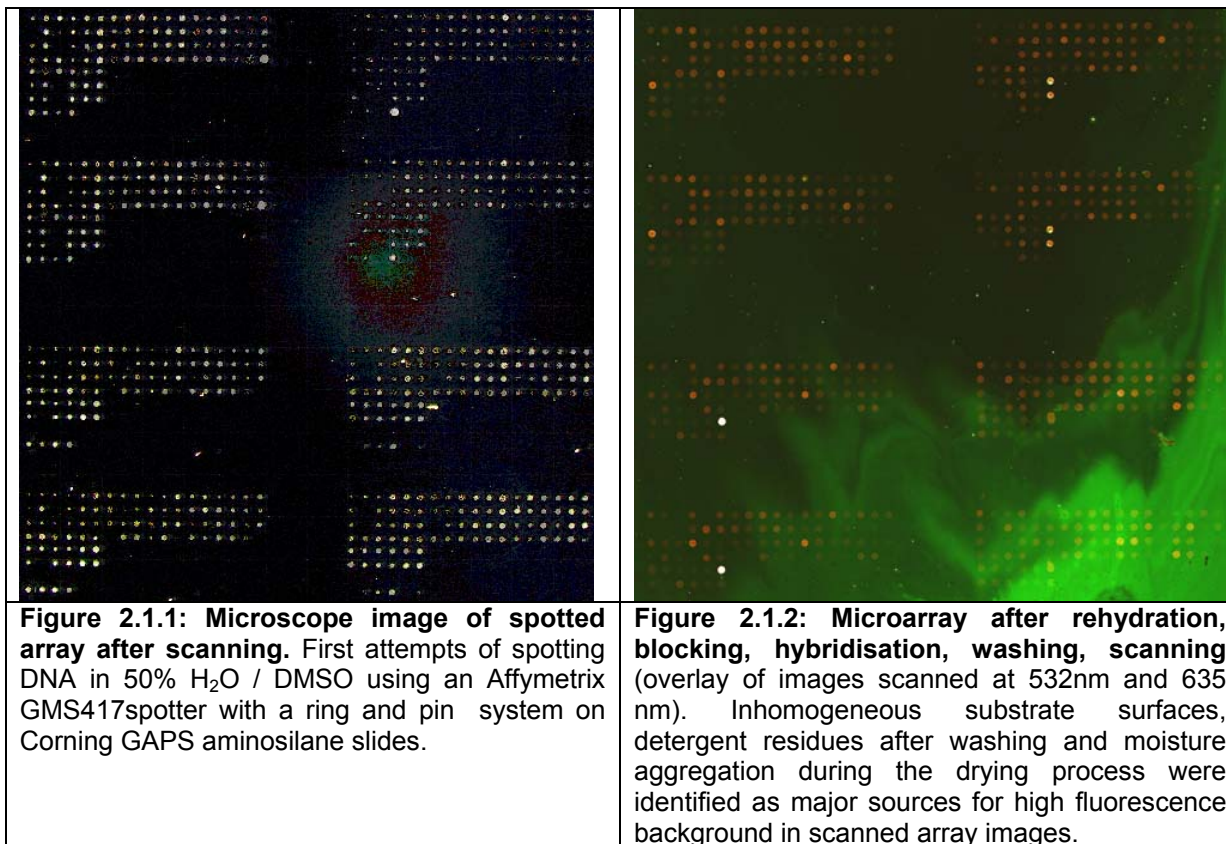 Figure 2.1.1: Microscope image of spotted
array after scanning. First attempts of spotting
DNA in 50% H₂O / DMSO using an Affymetrix
GMS417spotter with a ring and pin system on
Corning GAPS aminosilane slides.
Figure 2.1.2: Microarray after rehydration,
blocking, hybridisation, washing, scanning
(overlay of images scanned at 532nm and 635
nm). Inhomogeneous substrate surfaces,
detergent residues after washing and moisture
aggregation during the drying process were
identified as major sources for high fluorescence
background in scanned array images.